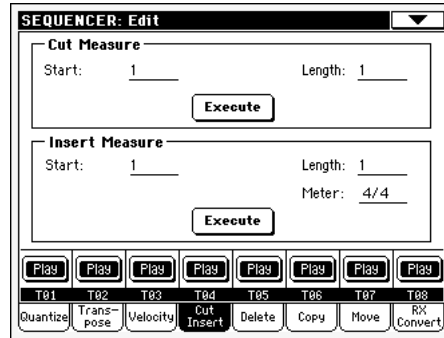 SEQUENCER: Edit
Cut Measure
Start: 1 Length: 1
Execute
Insert Measure
Start: 1 Length: 1
Meter: 4/4
Execute
Play Play Play Play Play Play Play Play
T01 T02 T03 T04 T05 T06 T07 T08
Quantize Trans- Velocity Cut Delete Copy Move RX
pose Insert Convert